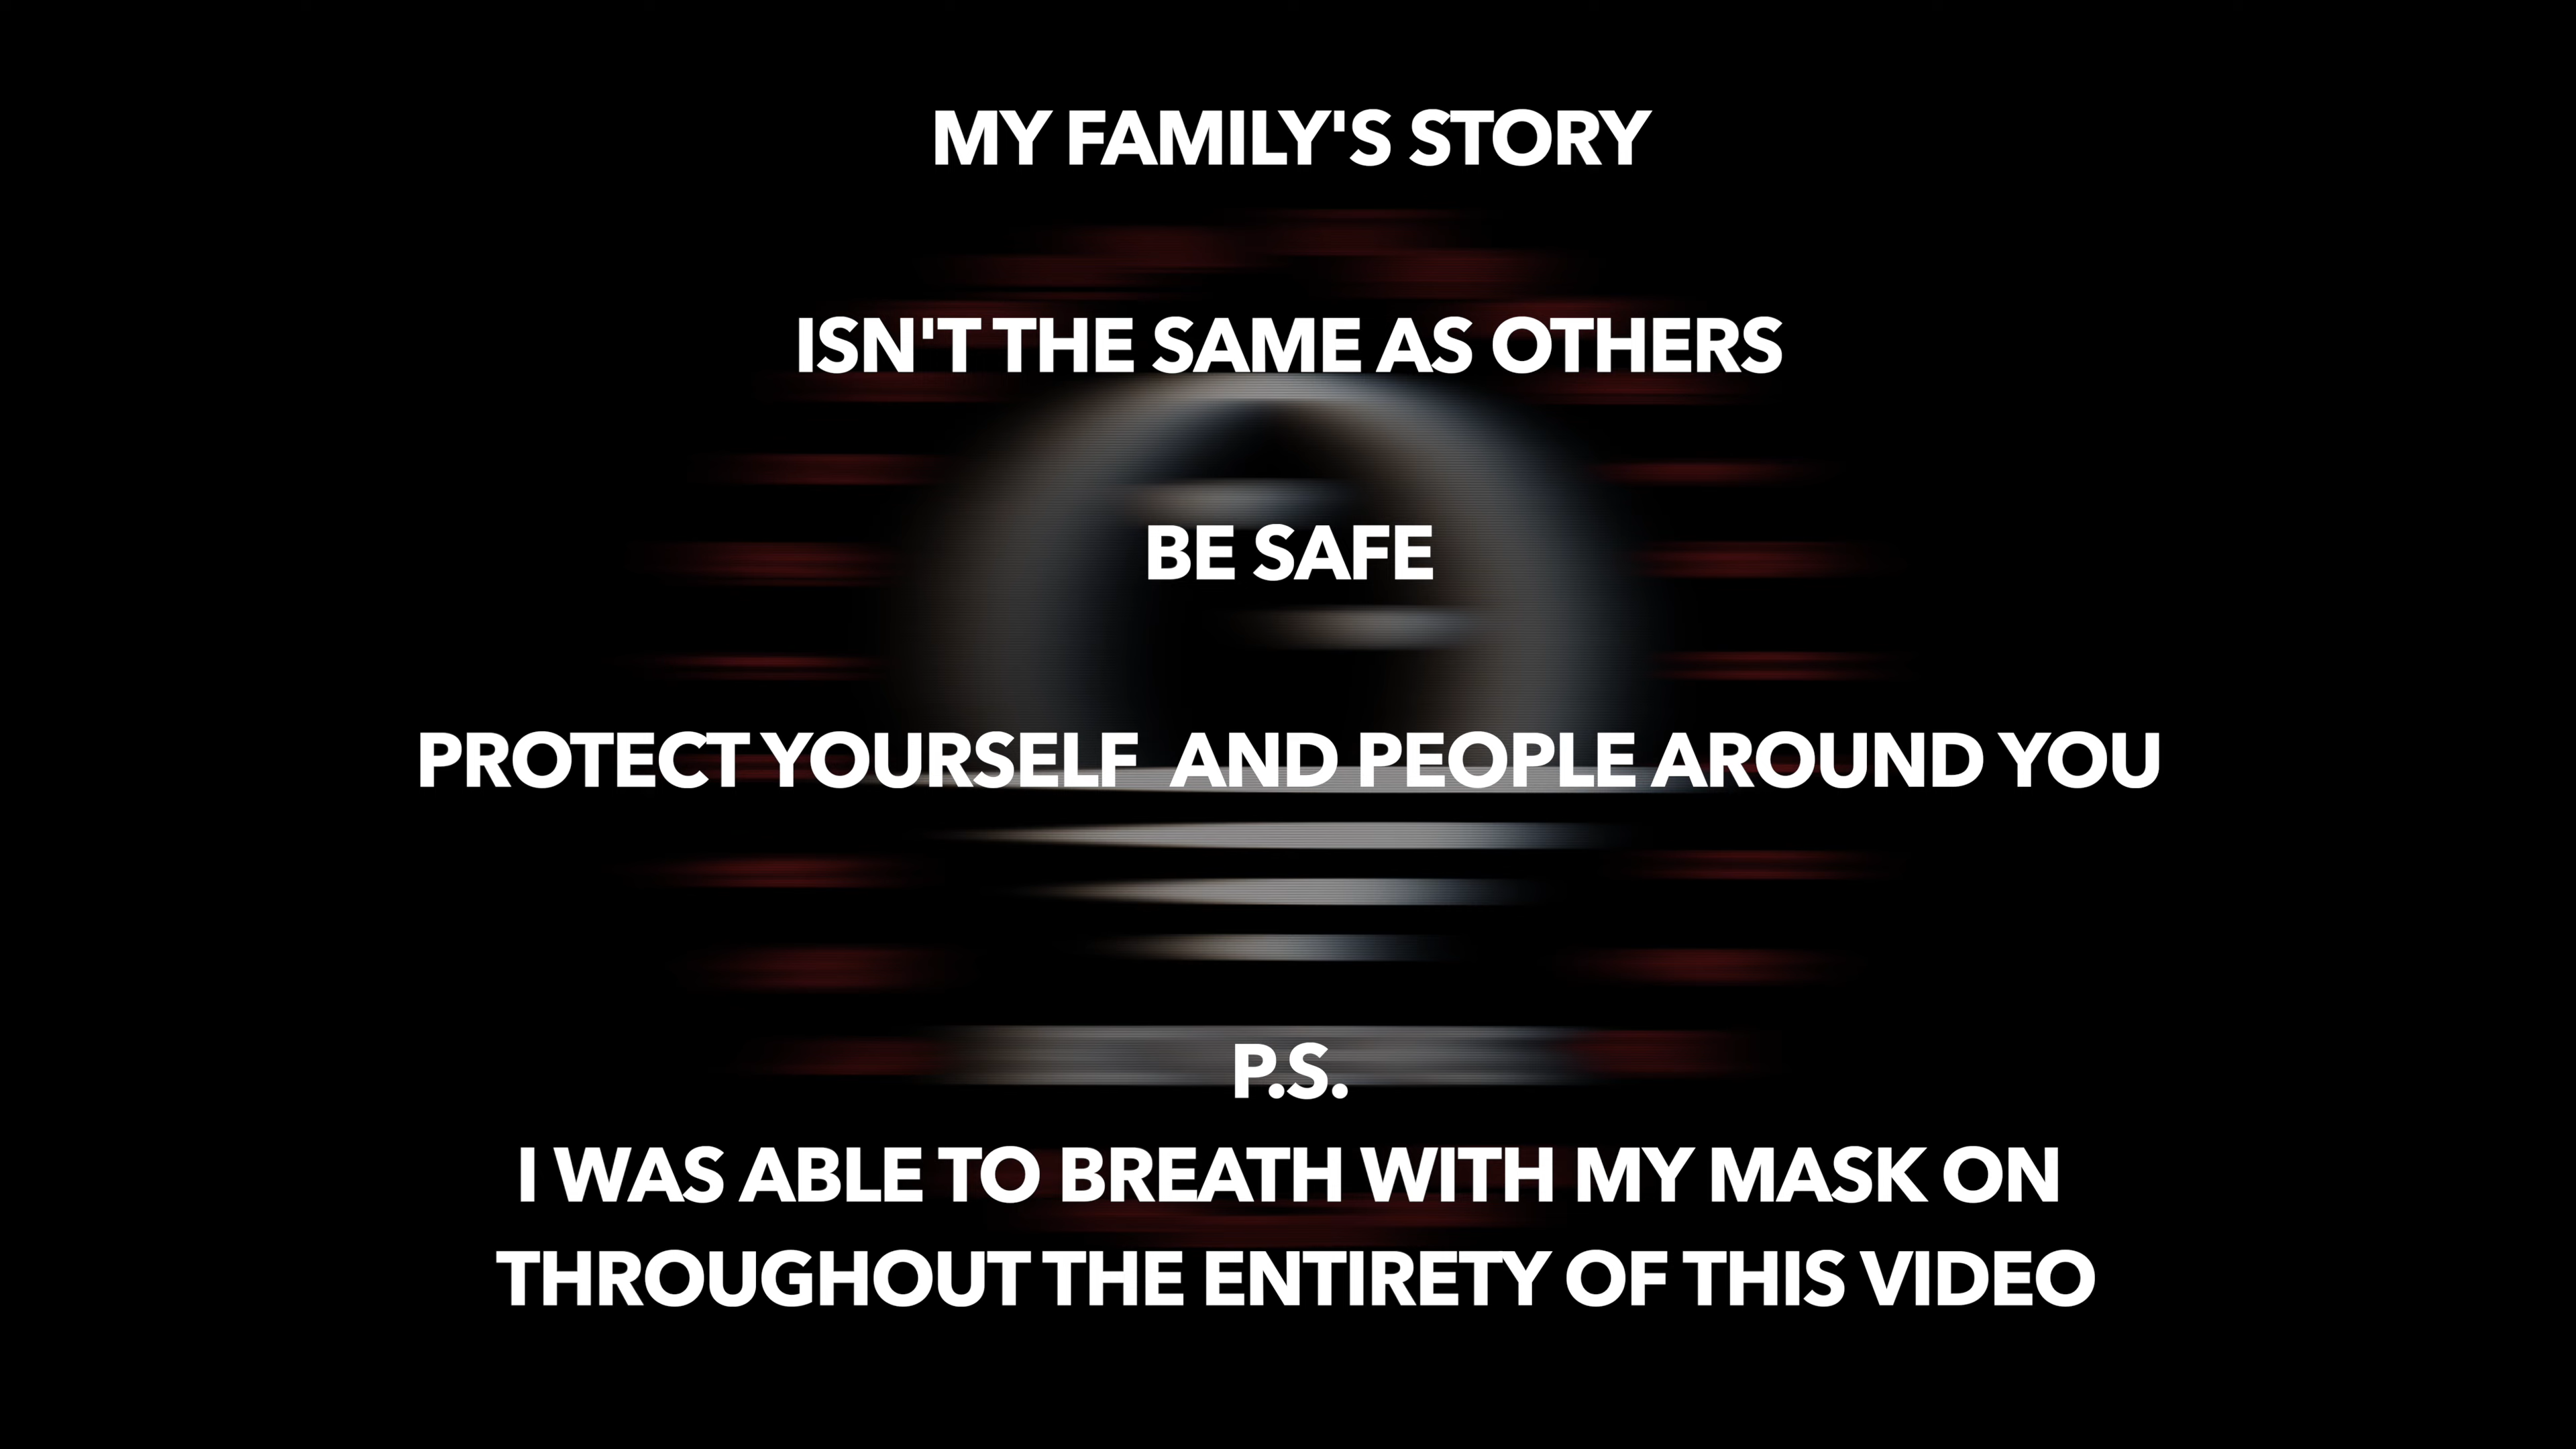 MY FAMILY'S STORY
ISN'T THE SAME AS OTHERS
BE SAFE
PROTECT YOURSELF  AND PEOPLE AROUND YOU
P.S.
I WAS ABLE TO BREATH WITH MY MASK ON
THROUGHOUT THE ENTIRETY OF THIS VIDEO